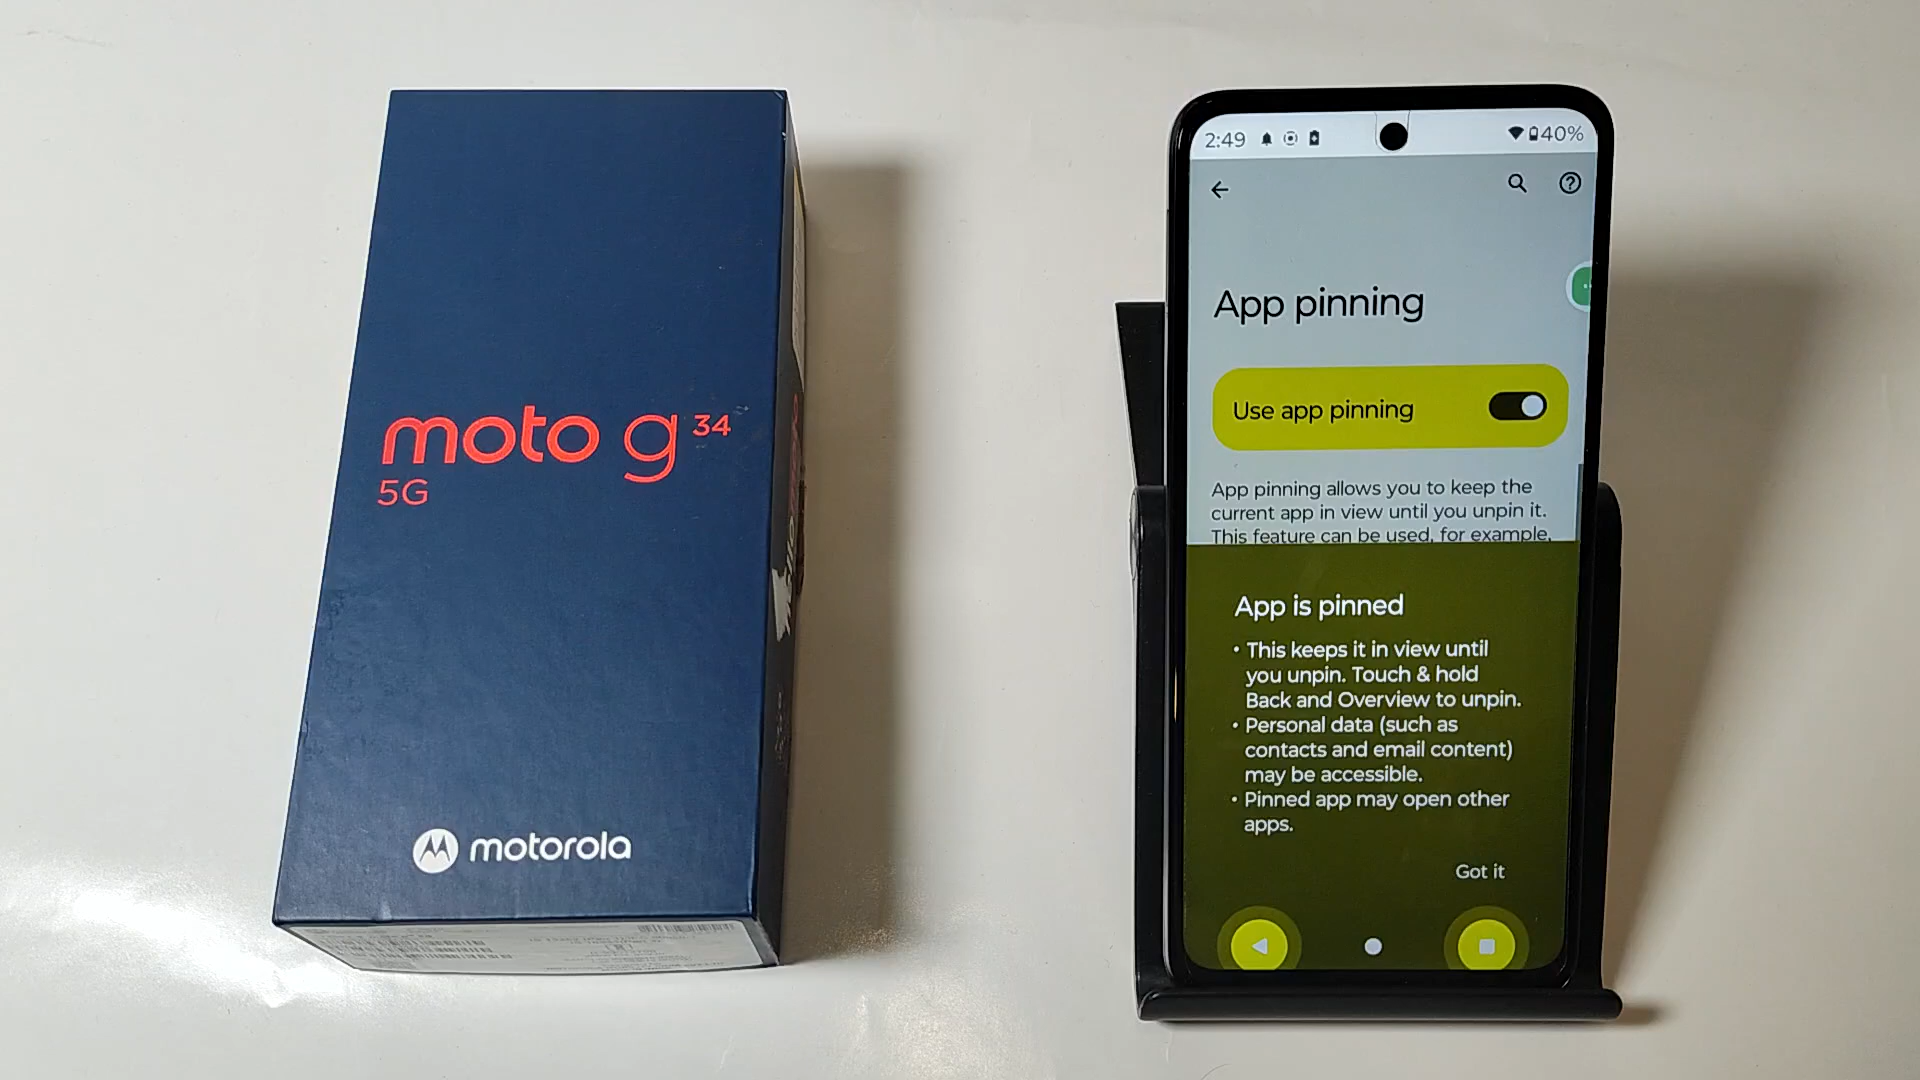 moto g 34
5G
motorola
2:49
40%
App pinning
Use app pinning
App pinning allows you to keep the
current app in view until you unpin it.
This feature can be used, for example,
App is pinned
• This keeps it in view until
you unpin. Touch & hold
Back and Overview to unpin.
• Personal data (such as
contacts and email content)
may be accessible.
• Pinned app may open other
apps.
Got it